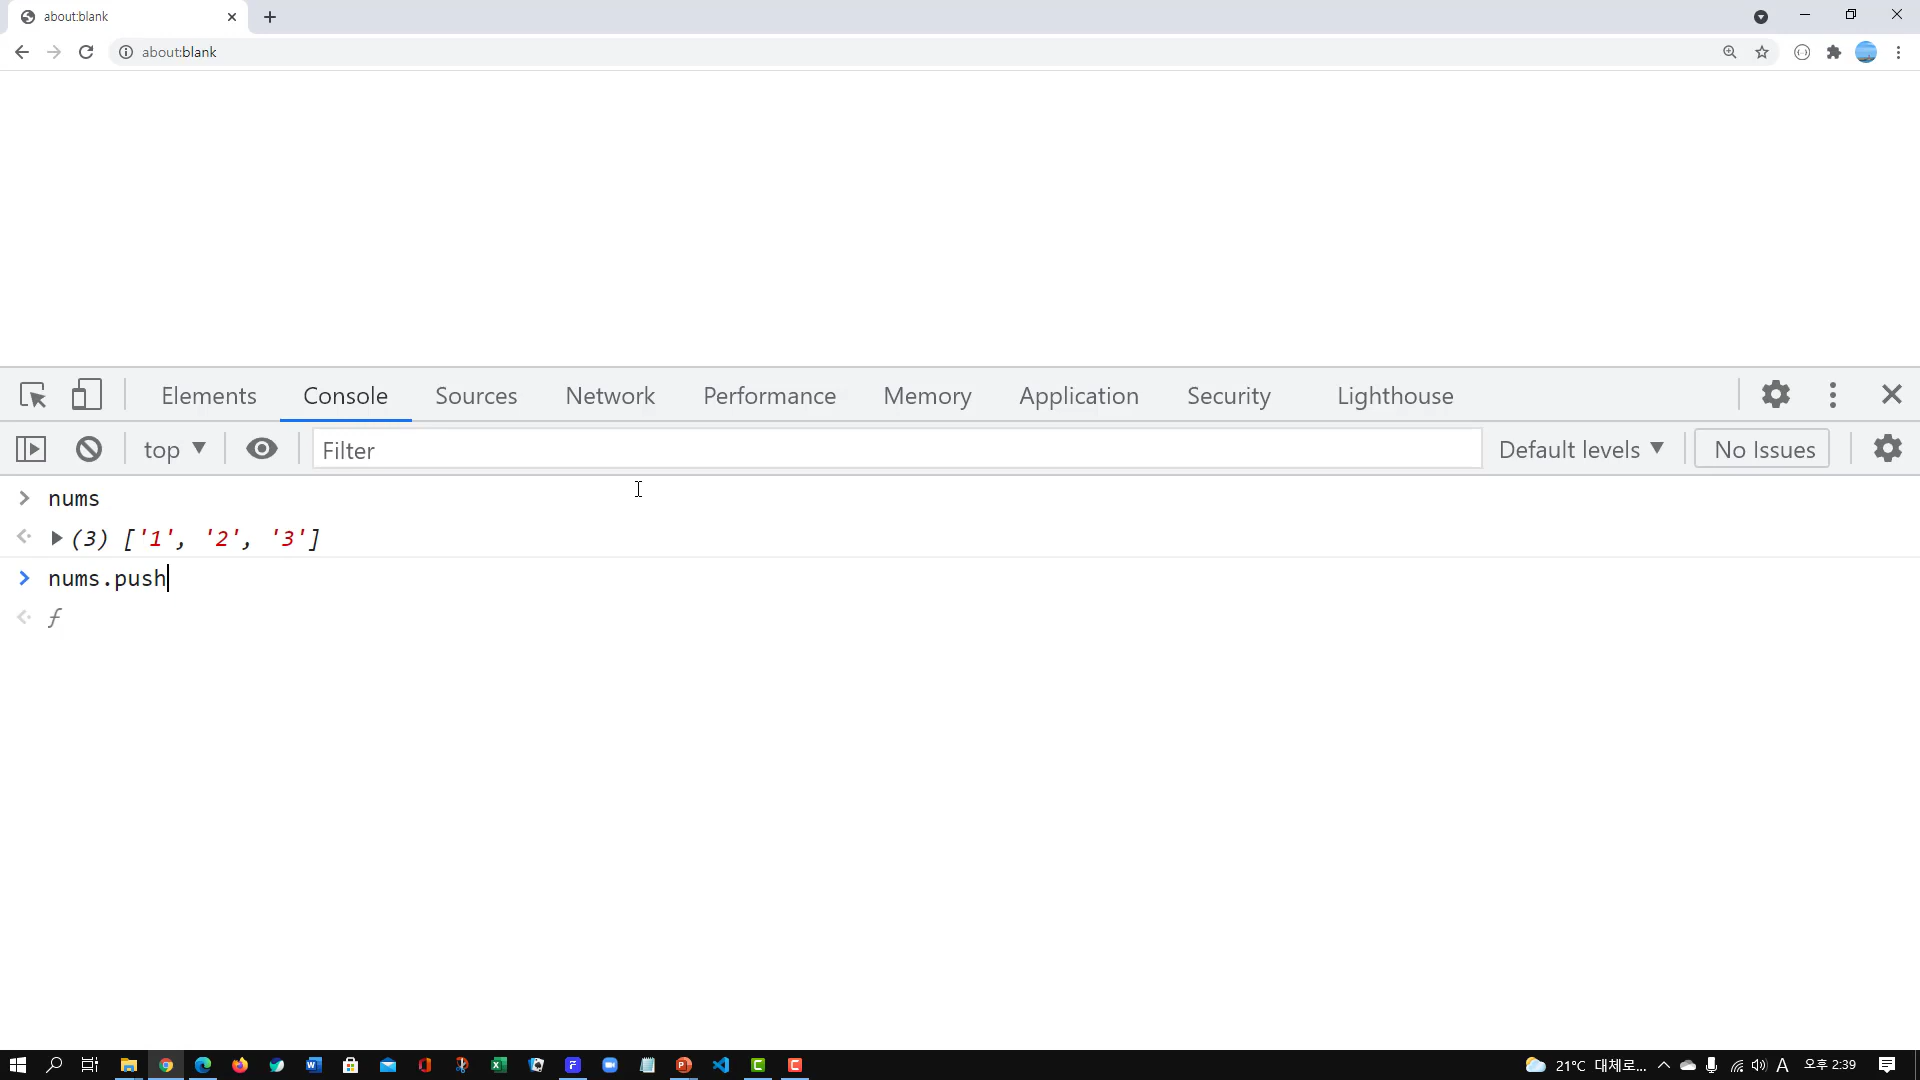 about:blank
about:blank
Elements Console Sources Network Performance Memory Application Security Lighthouse
top Filter Default levels No Issues
nums
(3) ['1', '2', '3']
nums.push
f
21°C 대체로... A 오후 2:39